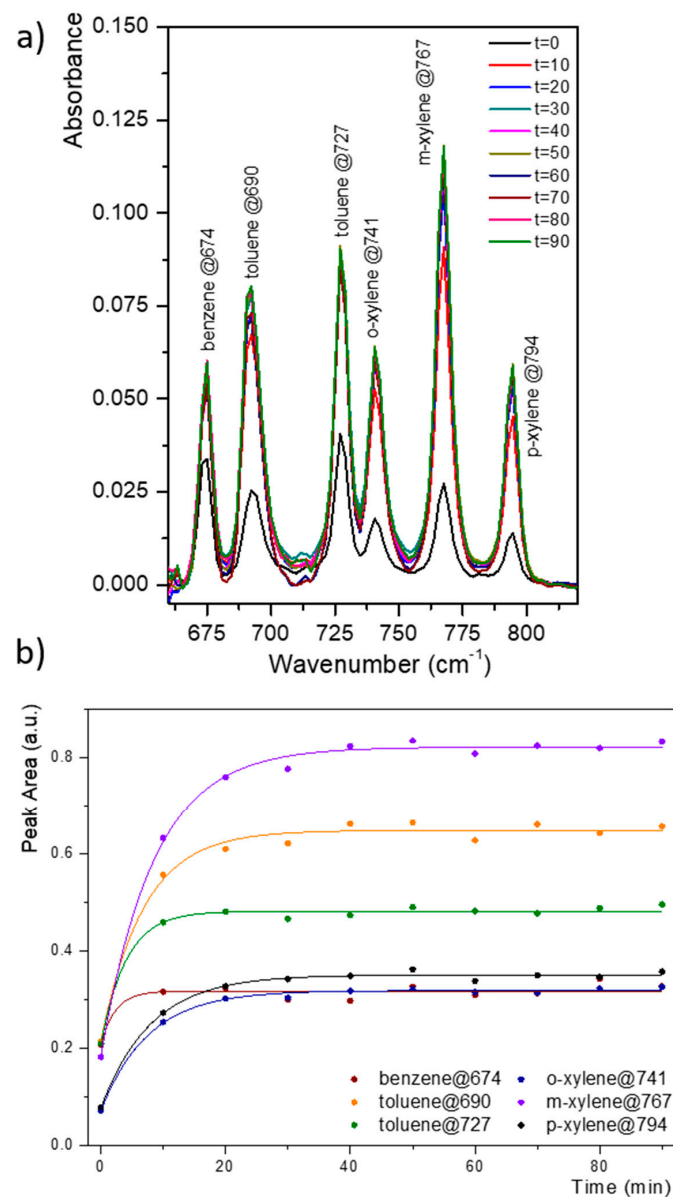 a)
Absorbance
0.150
0.125
0.100
0.075
0.050
0.025
0.000
benzene @674
toluene @690
toluene @727
o-xylene @741
m-xylene @767
p-xylene @794
t=0
t=10
t=20
t=30
t=40
t=50
t=60
t=70
t=80
t=90
675 700 725 750 775 800
Wavenumber (cm⁻¹)
b)
Peak Area (a.u.)
0.8
0.6
0.4
0.2
0.0
benzene@674 o-xylene@741
toluene@690 m-xylene@767
toluene@727 p-xylene@794
0 20 40 60 80
Time (min)